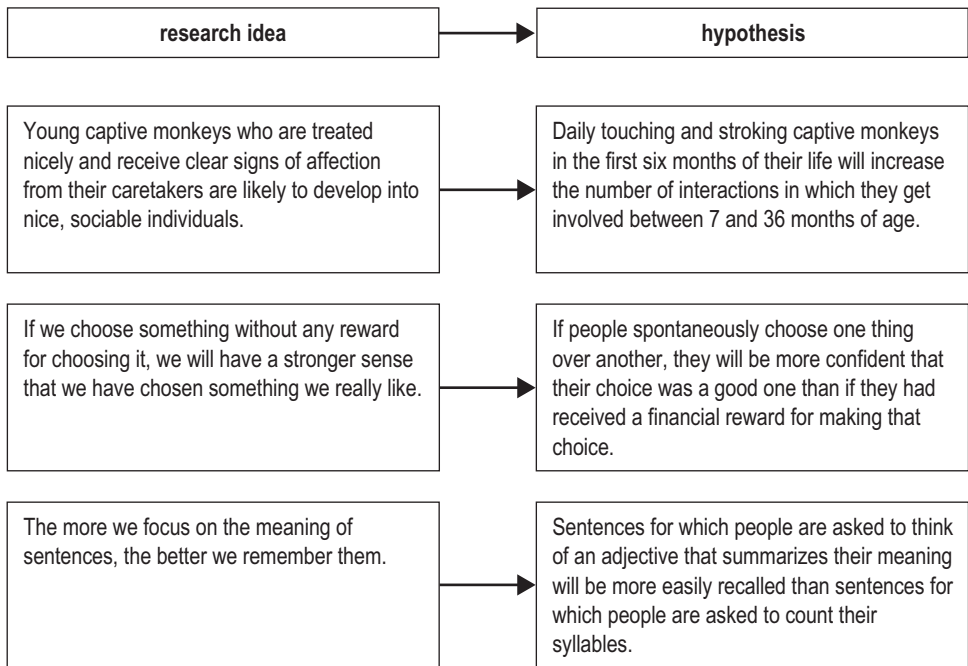 research idea
hypothesis
Young captive monkeys who are treated
nicely and receive clear signs of affection
from their caretakers are likely to develop into
nice, sociable individuals.
Daily touching and stroking captive monkeys
in the first six months of their life will increase
the number of interactions in which they get
involved between 7 and 36 months of age.
If we choose something without any reward
for choosing it, we will have a stronger sense
that we have chosen something we really like.
If people spontaneously choose one thing
over another, they will be more confident that
their choice was a good one than if they had
received a financial reward for making that
choice.
The more we focus on the meaning of
sentences, the better we remember them.
Sentences for which people are asked to think
of an adjective that summarizes their meaning
will be more easily recalled than sentences for
which people are asked to count their
syllables.